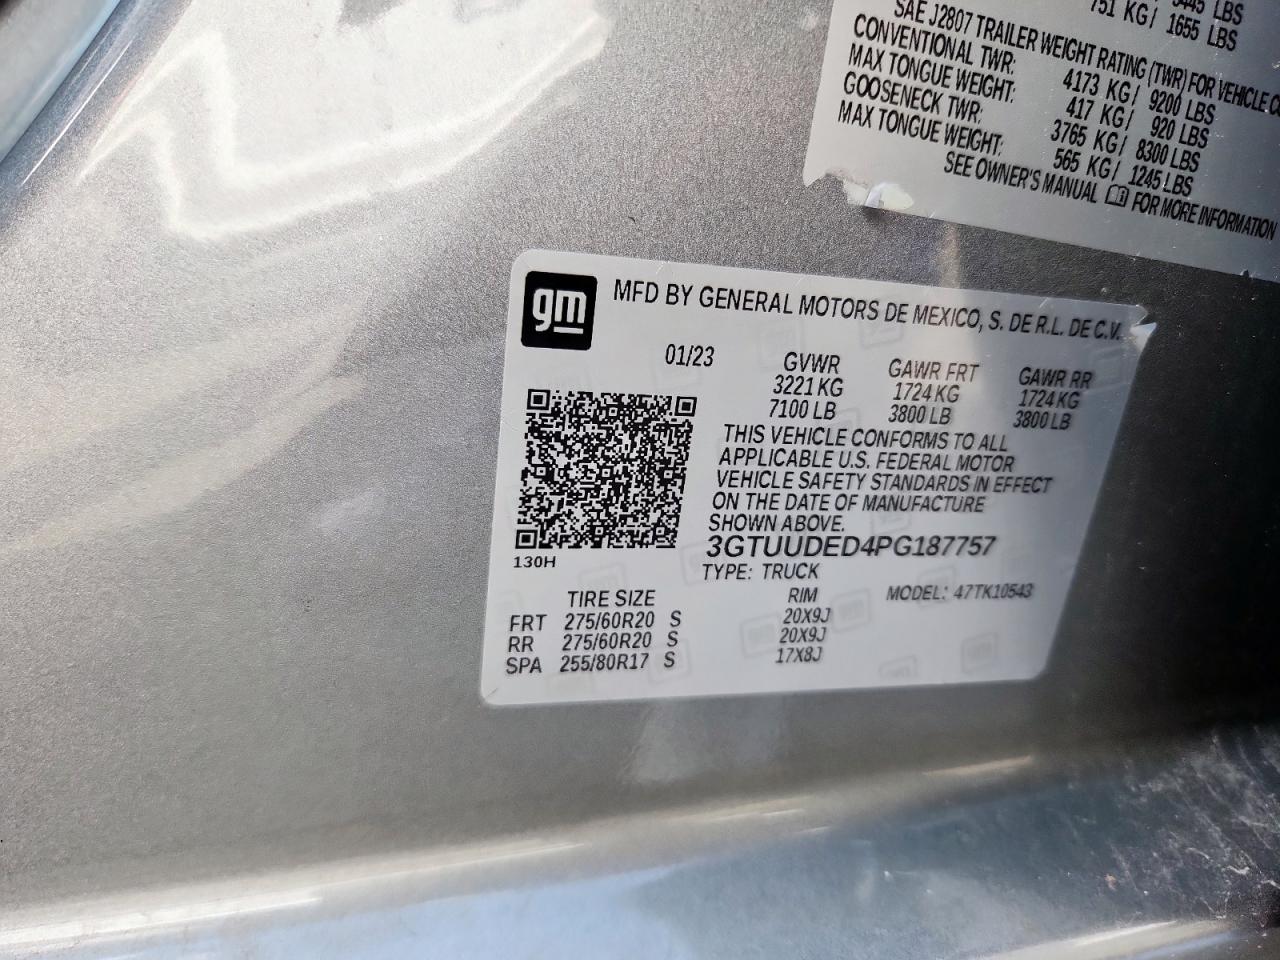 5445 LBS
751 KG/ 1655 LBS
SAE J2807 TRAILER WEIGHT RATING (TWR) FOR VEHICLE
CONVENTIONAL TWR: 4173 KG/ 9200 LBS
MAX TONGUE WEIGHT: 417 KG/ 920 LBS
GOOSENECK TWR: 3765 KG/ 8300 LBS
MAX TONGUE WEIGHT: 565 KG/ 1245 LBS
SEE OWNER'S MANUAL FOR MORE INFORMATION
gm
MFD BY GENERAL MOTORS DE MEXICO, S. DE R.L. DE C.V.
01/23 GVWR GAWR FRT GAWR RR
3221 KG 1724 KG 1724 KG
7100 LB 3800 LB 3800 LB
THIS VEHICLE CONFORMS TO ALL
APPLICABLE U.S. FEDERAL MOTOR
VEHICLE SAFETY STANDARDS IN EFFECT
ON THE DATE OF MANUFACTURE
SHOWN ABOVE.
3GTUUDED4PG187757
130H
TYPE: TRUCK
MODEL: 47TK10543
TIRE SIZE RIM
FRT 275/60R20 S 20X9J
RR 275/60R20 S 20X9J
SPA 255/80R17 S 17X8J